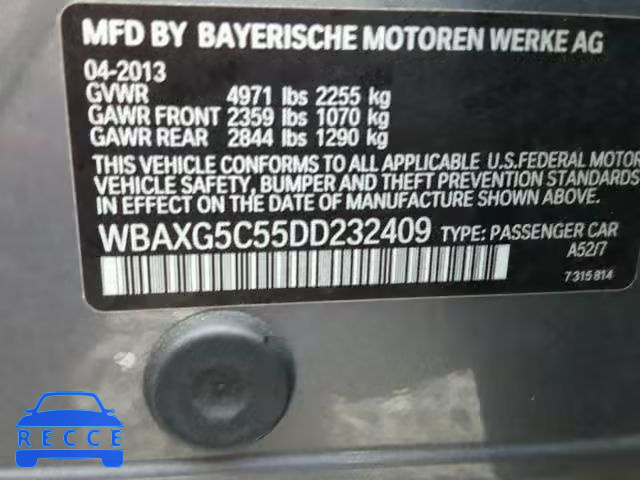 MFD BY BAYERISCHE MOTOREN WERKE AG
04-2013
GVWR 4971 lbs 2255 kg
GAWR FRONT 2359 lbs 1070 kg
GAWR REAR 2844 lbs 1290 kg
THIS VEHICLE CONFORMS TO ALL APPLICABLE U.S.FEDERAL MOTOR
VEHICLE SAFETY, BUMPER AND THEFT PREVENTION STANDARDS
IN EFFECT ON THE DATE OF MANUFACTURE SHOWN ABOVE.
WBAXG5C55DD232409 TYPE: PASSENGER CAR
A52/7
7 315 814
RECCE